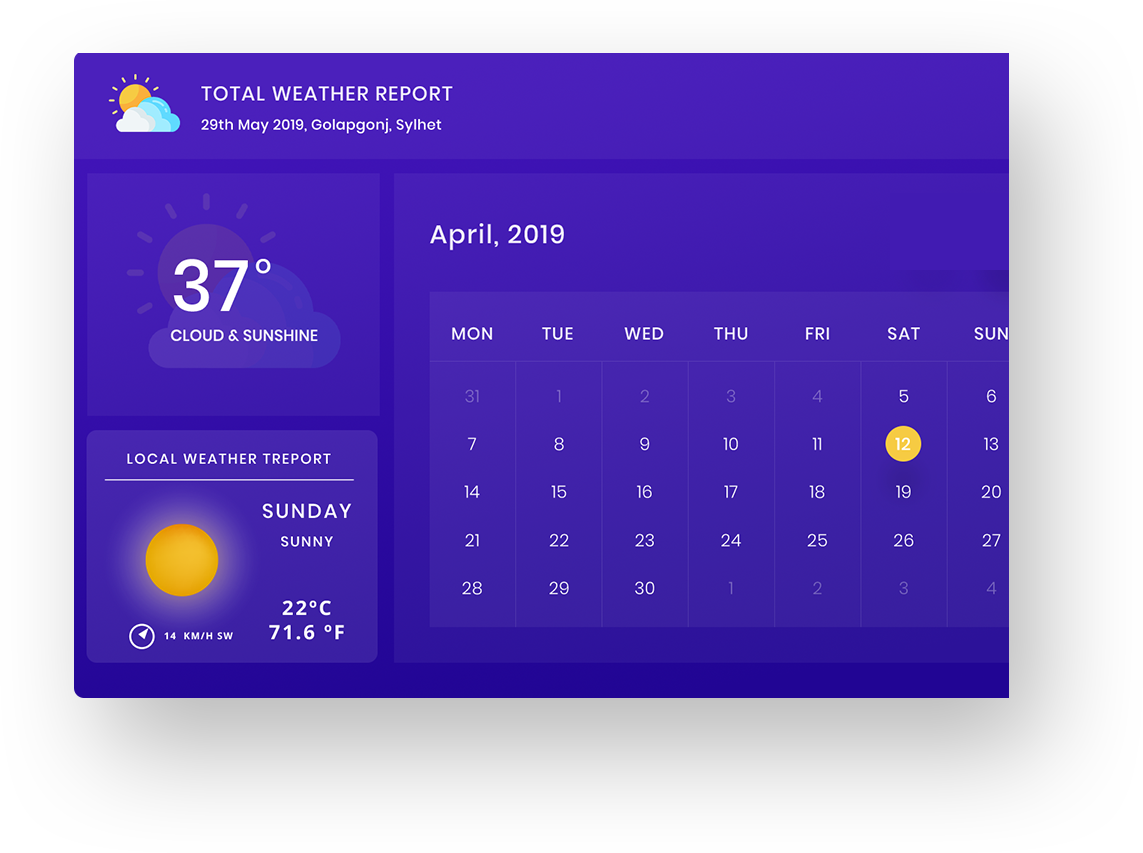 TOTAL WEATHER REPORT
29th May 2019, Golapgonj, Sylhet
37°
CLOUD & SUNSHINE
LOCAL WEATHER TREPORT
SUNDAY
SUNNY
22°C
71.6 °F
14 KM/H SW
April, 2019
MON TUE WED THU FRI SAT SUN
31 1 2 3 4 5 6
7 8 9 10 11 12 13
14 15 16 17 18 19 20
21 22 23 24 25 26 27
28 29 30 1 2 3 4